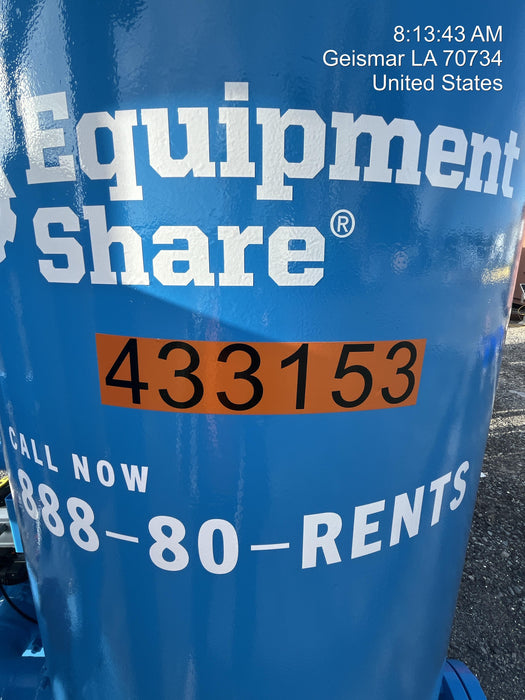 8:13:43 AM
Geismar LA 70734
United States
Equipment
Share®
433153
CALL NOW
888-80-RENTS